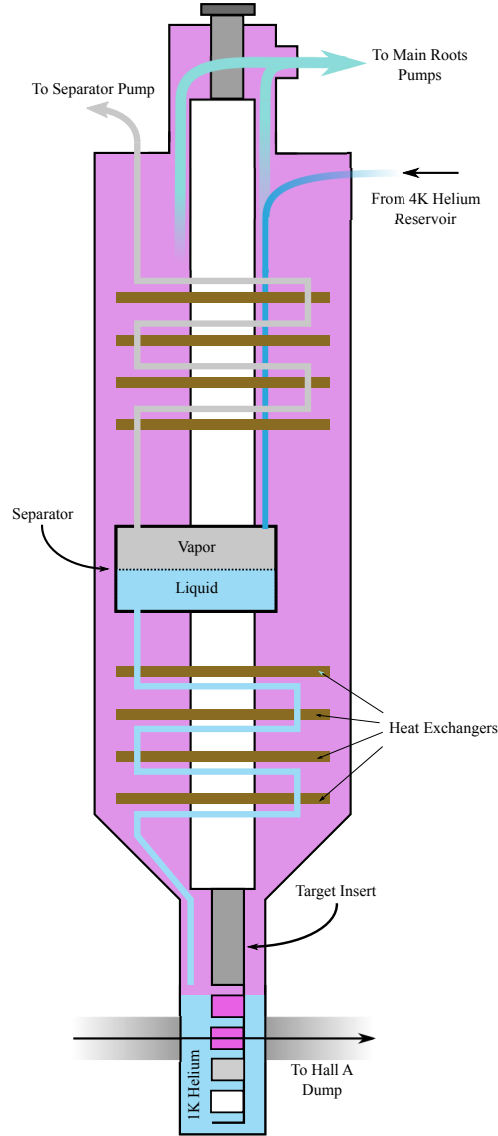 To Main Roots
Pumps
To Separator Pump
From 4K Helium
Reservoir
Separator
Vapor
Liquid
Heat Exchangers
Target Insert
1K Helium
To Hall A
Dump